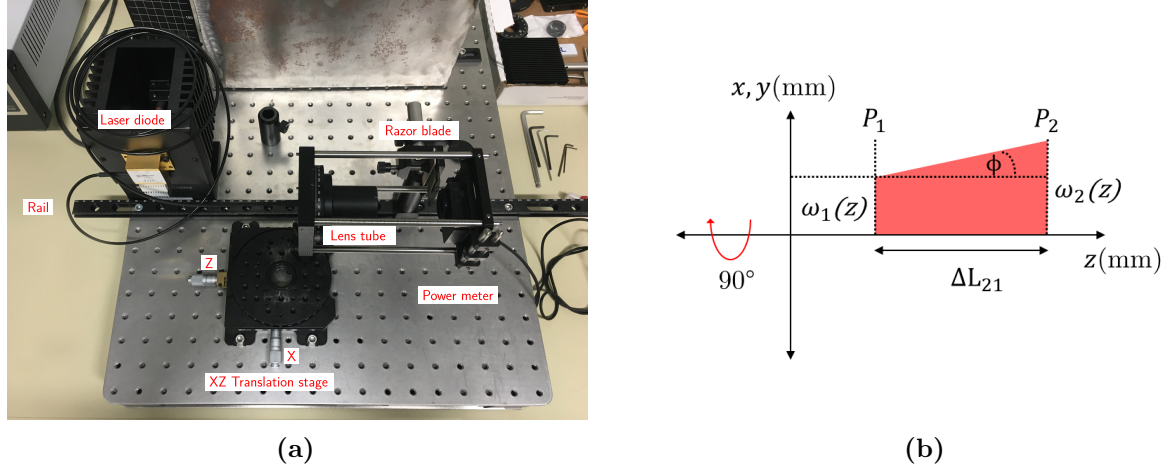 Laser diode
Razor blade
Rail
Lens tube
Z
Power meter
X
XZ Translation stage
(a)
x, y(mm)
P₁
P₂
ϕ
ω₁(z)
ω₂(z)
90°
z(mm)
ΔL₂₁
(b)